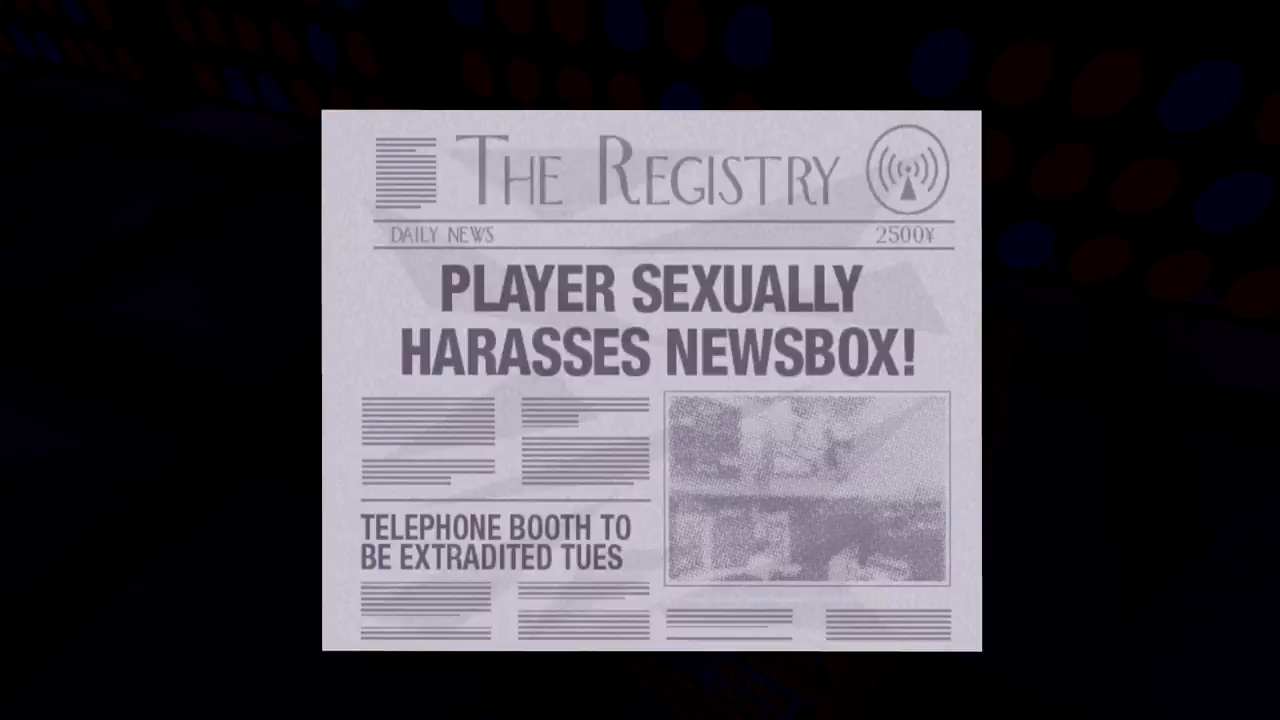 THE REGISTRY
DAILY NEWS 2500¥
PLAYER SEXUALLY
HARASSES NEWSBOX!
TELEPHONE BOOTH TO
BE EXTRADITED TUES